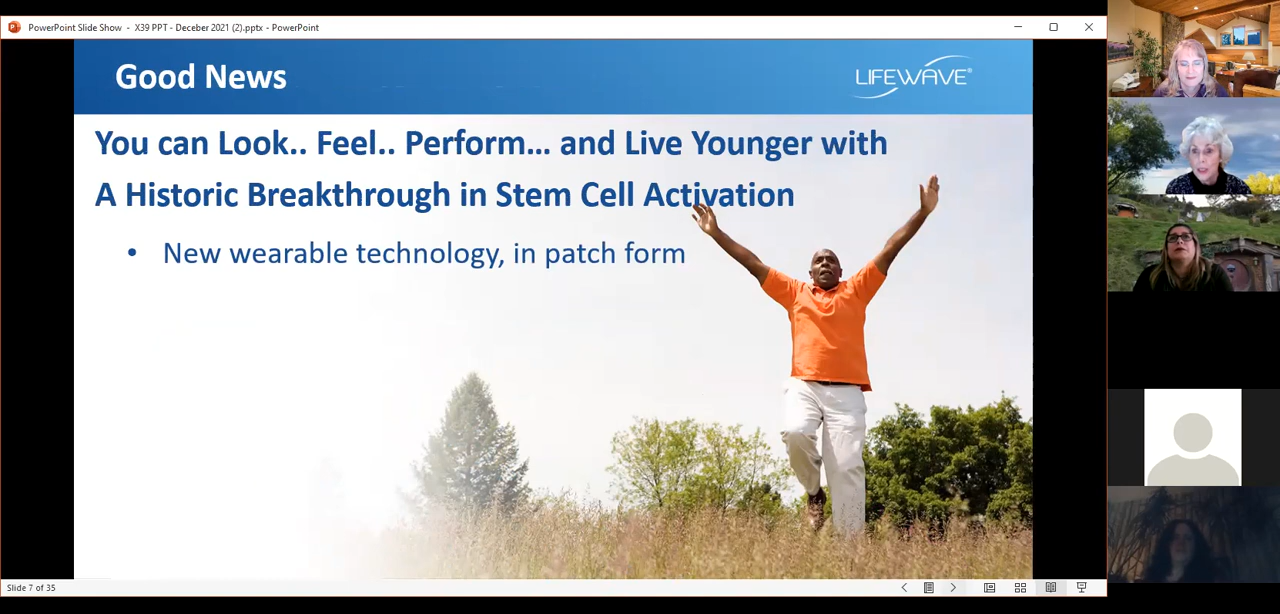 PowerPoint Slide Show - X39 PPT - Deceber 2021 (2).pptx - PowerPoint
Good News
LIFEWAVE®
You can Look.. Feel.. Perform... and Live Younger with
A Historic Breakthrough in Stem Cell Activation
• New wearable technology, in patch form
Slide 7 of 35